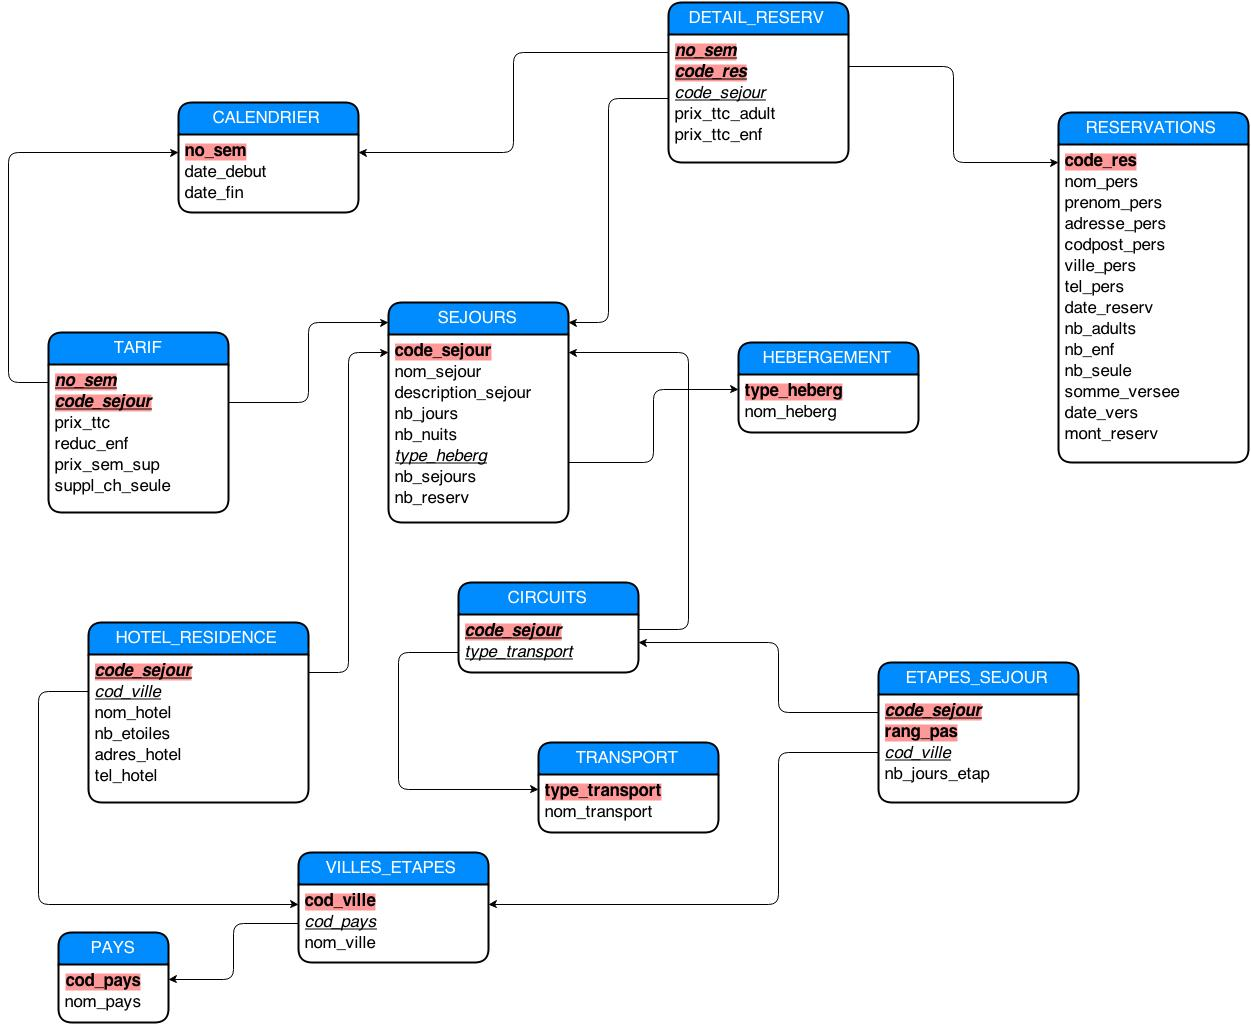 DETAIL_RESERV
no_sem
code_res
code_sejour
prix_ttc_adult
prix_ttc_enf
CALENDRIER
no_sem
date_debut
date_fin
RESERVATIONS
code_res
nom_pers
prenom_pers
adresse_pers
codpost_pers
ville_pers
tel_pers
date_reserv
nb_adults
nb_enf
nb_seule
somme_versee
date_vers
mont_reserv
SEJOURS
code_sejour
nom_sejour
description_sejour
nb_jours
nb_nuits
type_heberg
nb_sejours
nb_reserv
TARIF
no_sem
code_sejour
prix_ttc
reduc_enf
prix_sem_sup
suppl_ch_seule
HEBERGEMENT
type_heberg
nom_heberg
CIRCUITS
code_sejour
type_transport
HOTEL_RESIDENCE
code_sejour
cod_ville
nom_hotel
nb_etoiles
adres_hotel
tel_hotel
ETAPES_SEJOUR
code_sejour
rang_pas
cod_ville
nb_jours_etap
TRANSPORT
type_transport
nom_transport
VILLES_ETAPES
cod_ville
cod_pays
nom_ville
PAYS
cod_pays
nom_pays